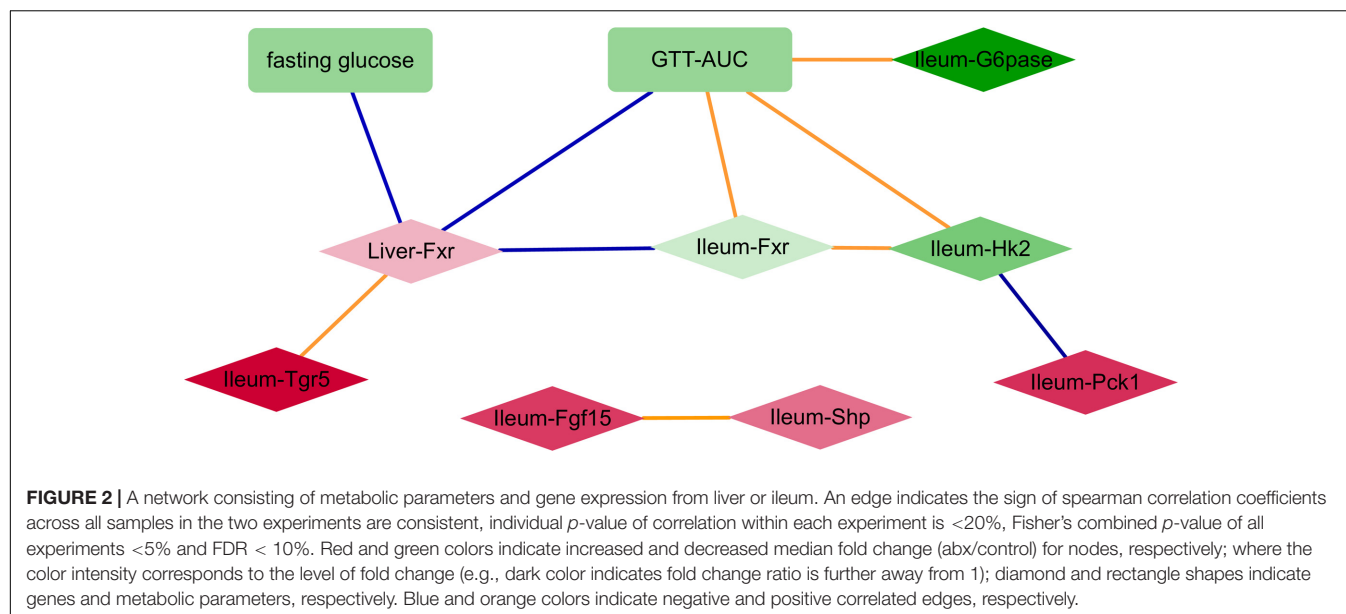 fasting glucose
GTT-AUC
Ileum-G6pase
Liver-Fxr
Ileum-Fxr
Ileum-Hk2
Ileum-Tgr5
Ileum-Pck1
Ileum-Fgf15
Ileum-Shp
FIGURE 2 | A network consisting of metabolic parameters and gene expression from liver or ileum. An edge indicates the sign of spearman correlation coefficients
across all samples in the two experiments are consistent, individual p-value of correlation within each experiment is <20%, Fisher's combined p-value of all
experiments <5% and FDR < 10%. Red and green colors indicate increased and decreased median fold change (abx/control) for nodes, respectively; where the
color intensity corresponds to the level of fold change (e.g., dark color indicates fold change ratio is further away from 1); diamond and rectangle shapes indicate
genes and metabolic parameters, respectively. Blue and orange colors indicate negative and positive correlated edges, respectively.